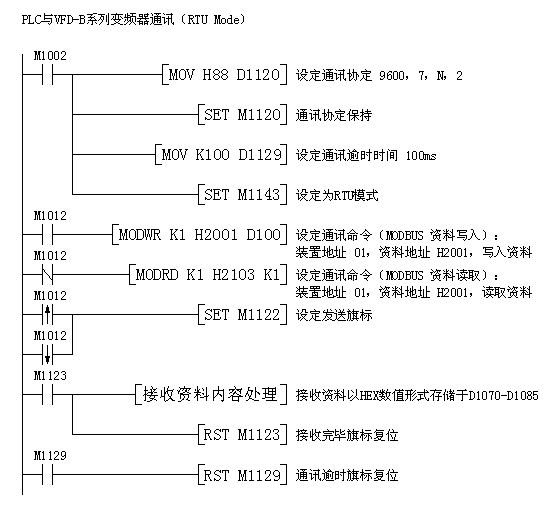 PLC与VFD-B系列变频器通讯（RTU Mode）
M1002
MOV H88 D1120 设定通讯协定 9600，7，N，2
SET M1120 通讯协定保持
MOV K100 D1129 设定通讯逾时时间 100ms
SET M1143 设定为RTU模式
M1012
MODWR K1 H2001 D100 设定通讯命令（MODBUS 资料写入）：
装置地址 01，资料地址 H2001，写入资料
M1012
MODRD K1 H2103 K1 设定通讯命令（MODBUS 资料读取）：
装置地址 01，资料地址 H2001，读取资料
M1012
SET M1122 设定发送旗标
M1012
M1123
接收资料内容处理 接收资料以HEX数值形式存储于D1070-D1085
RST M1123 接收完毕旗标复位
M1129
RST M1129 通讯逾时旗标复位